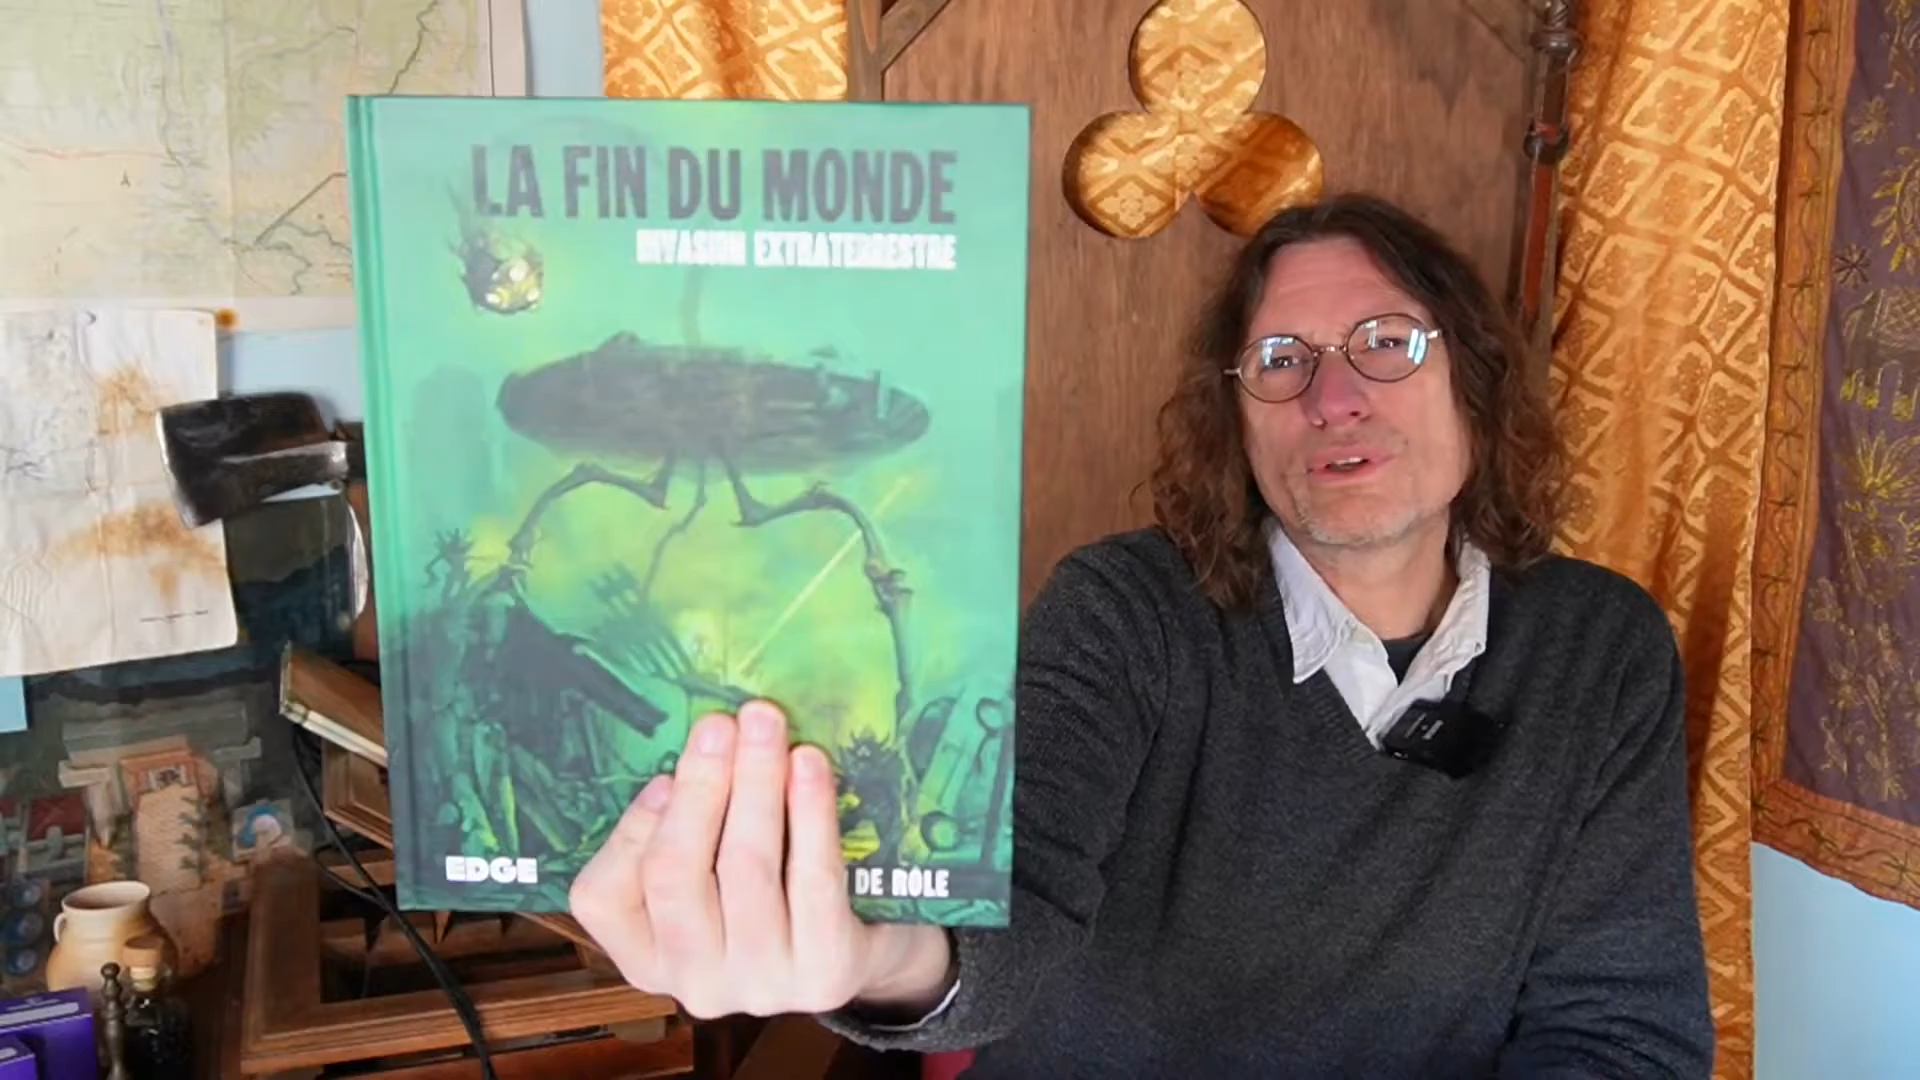 LA FIN DU MONDE
INVASION EXTRATERRESTRE
EDGE
DE RÔLE